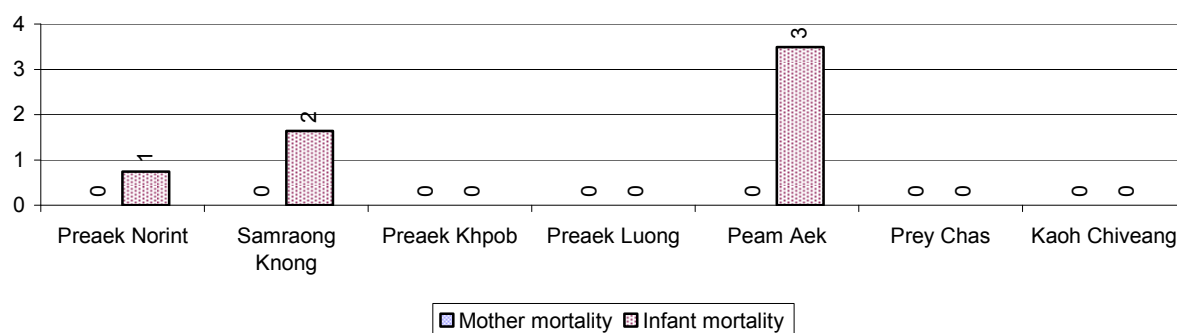 4
3
2
1
0
0 1 0 2 0 0 0 0 0 3 0 0 0 0
Preaek Norint Samraong Knong Preaek Khpob Preaek Luong Peam Aek Prey Chas Kaoh Chiveang
Mother mortality Infant mortality